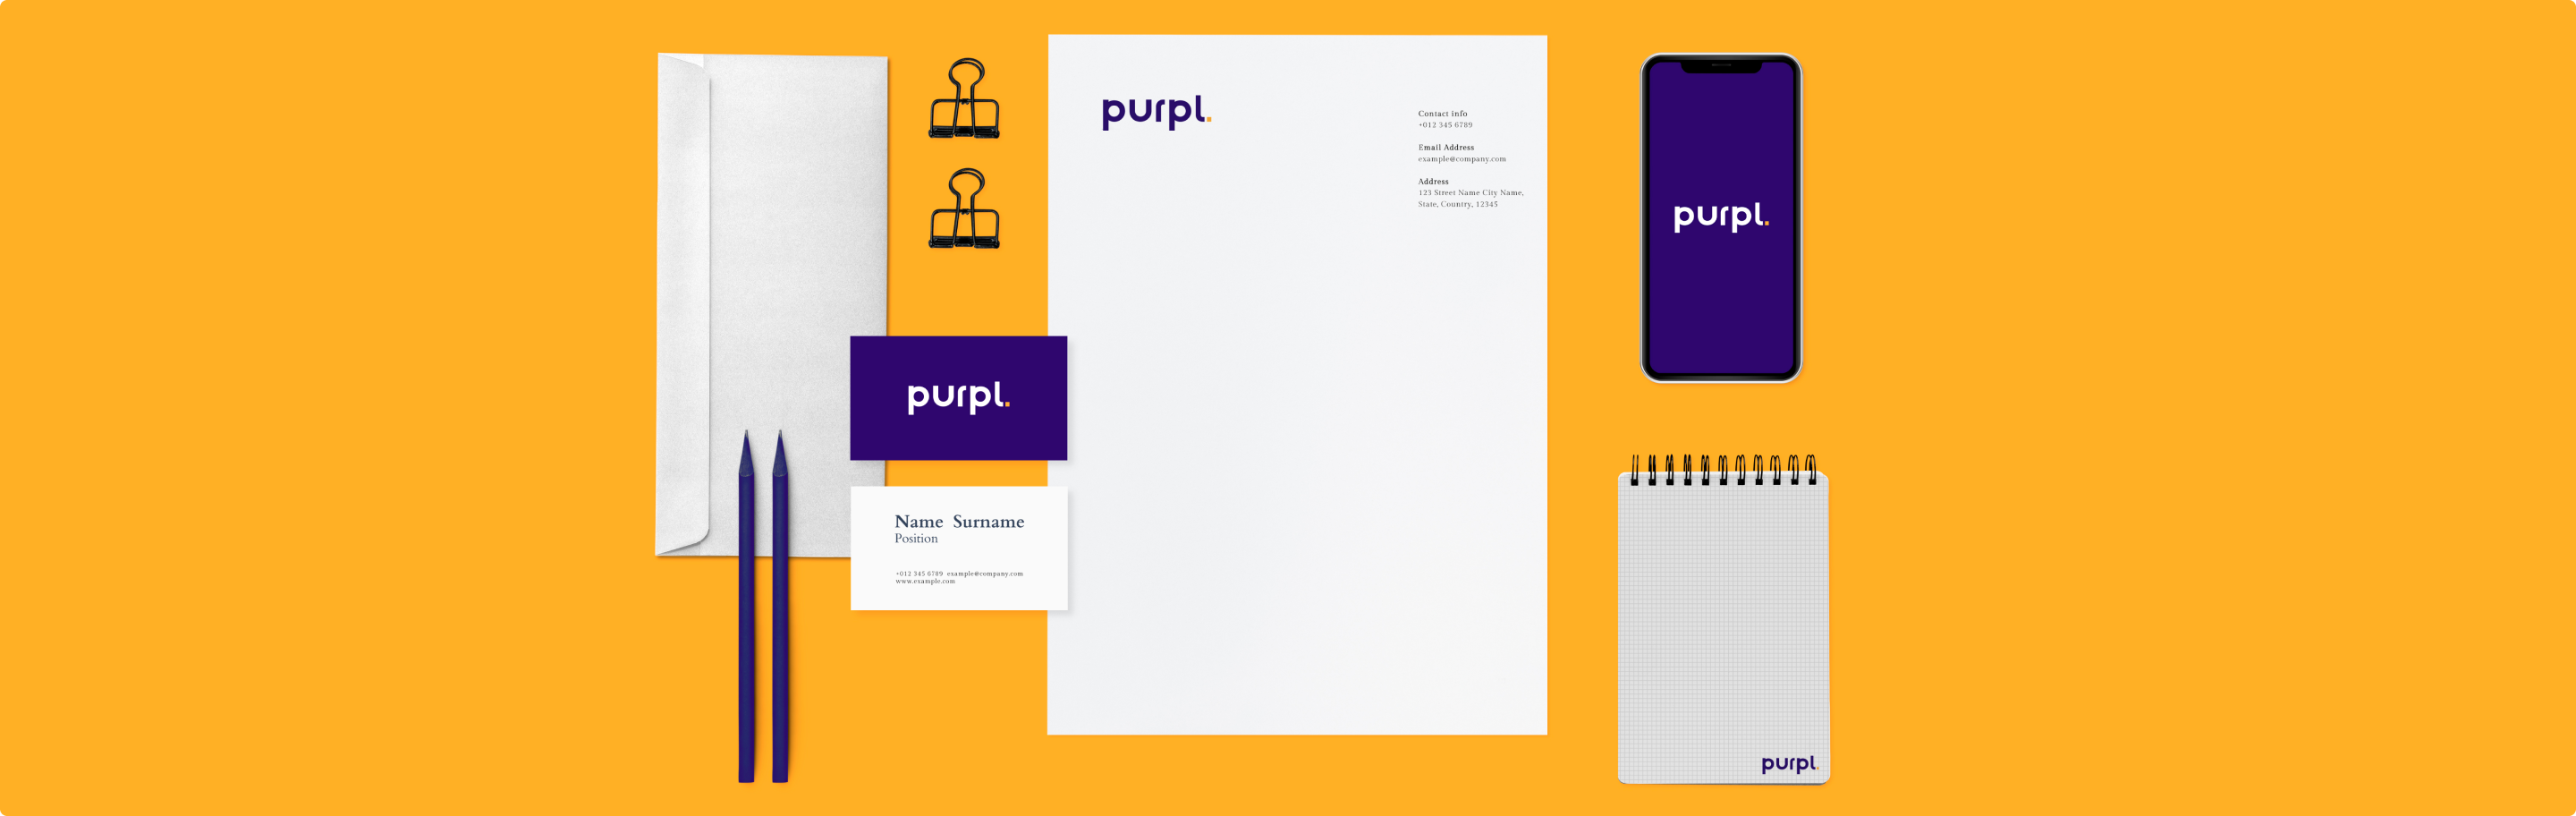 purpl.
Contact info
+012 345 6789
Email Address
example@company.com
Address
123 Street Name City Name,
State, Country, 12345
purpl.
purpl.
Name Surname
Position
+012 345 6789 example@company.com
www.example.com
purpl.